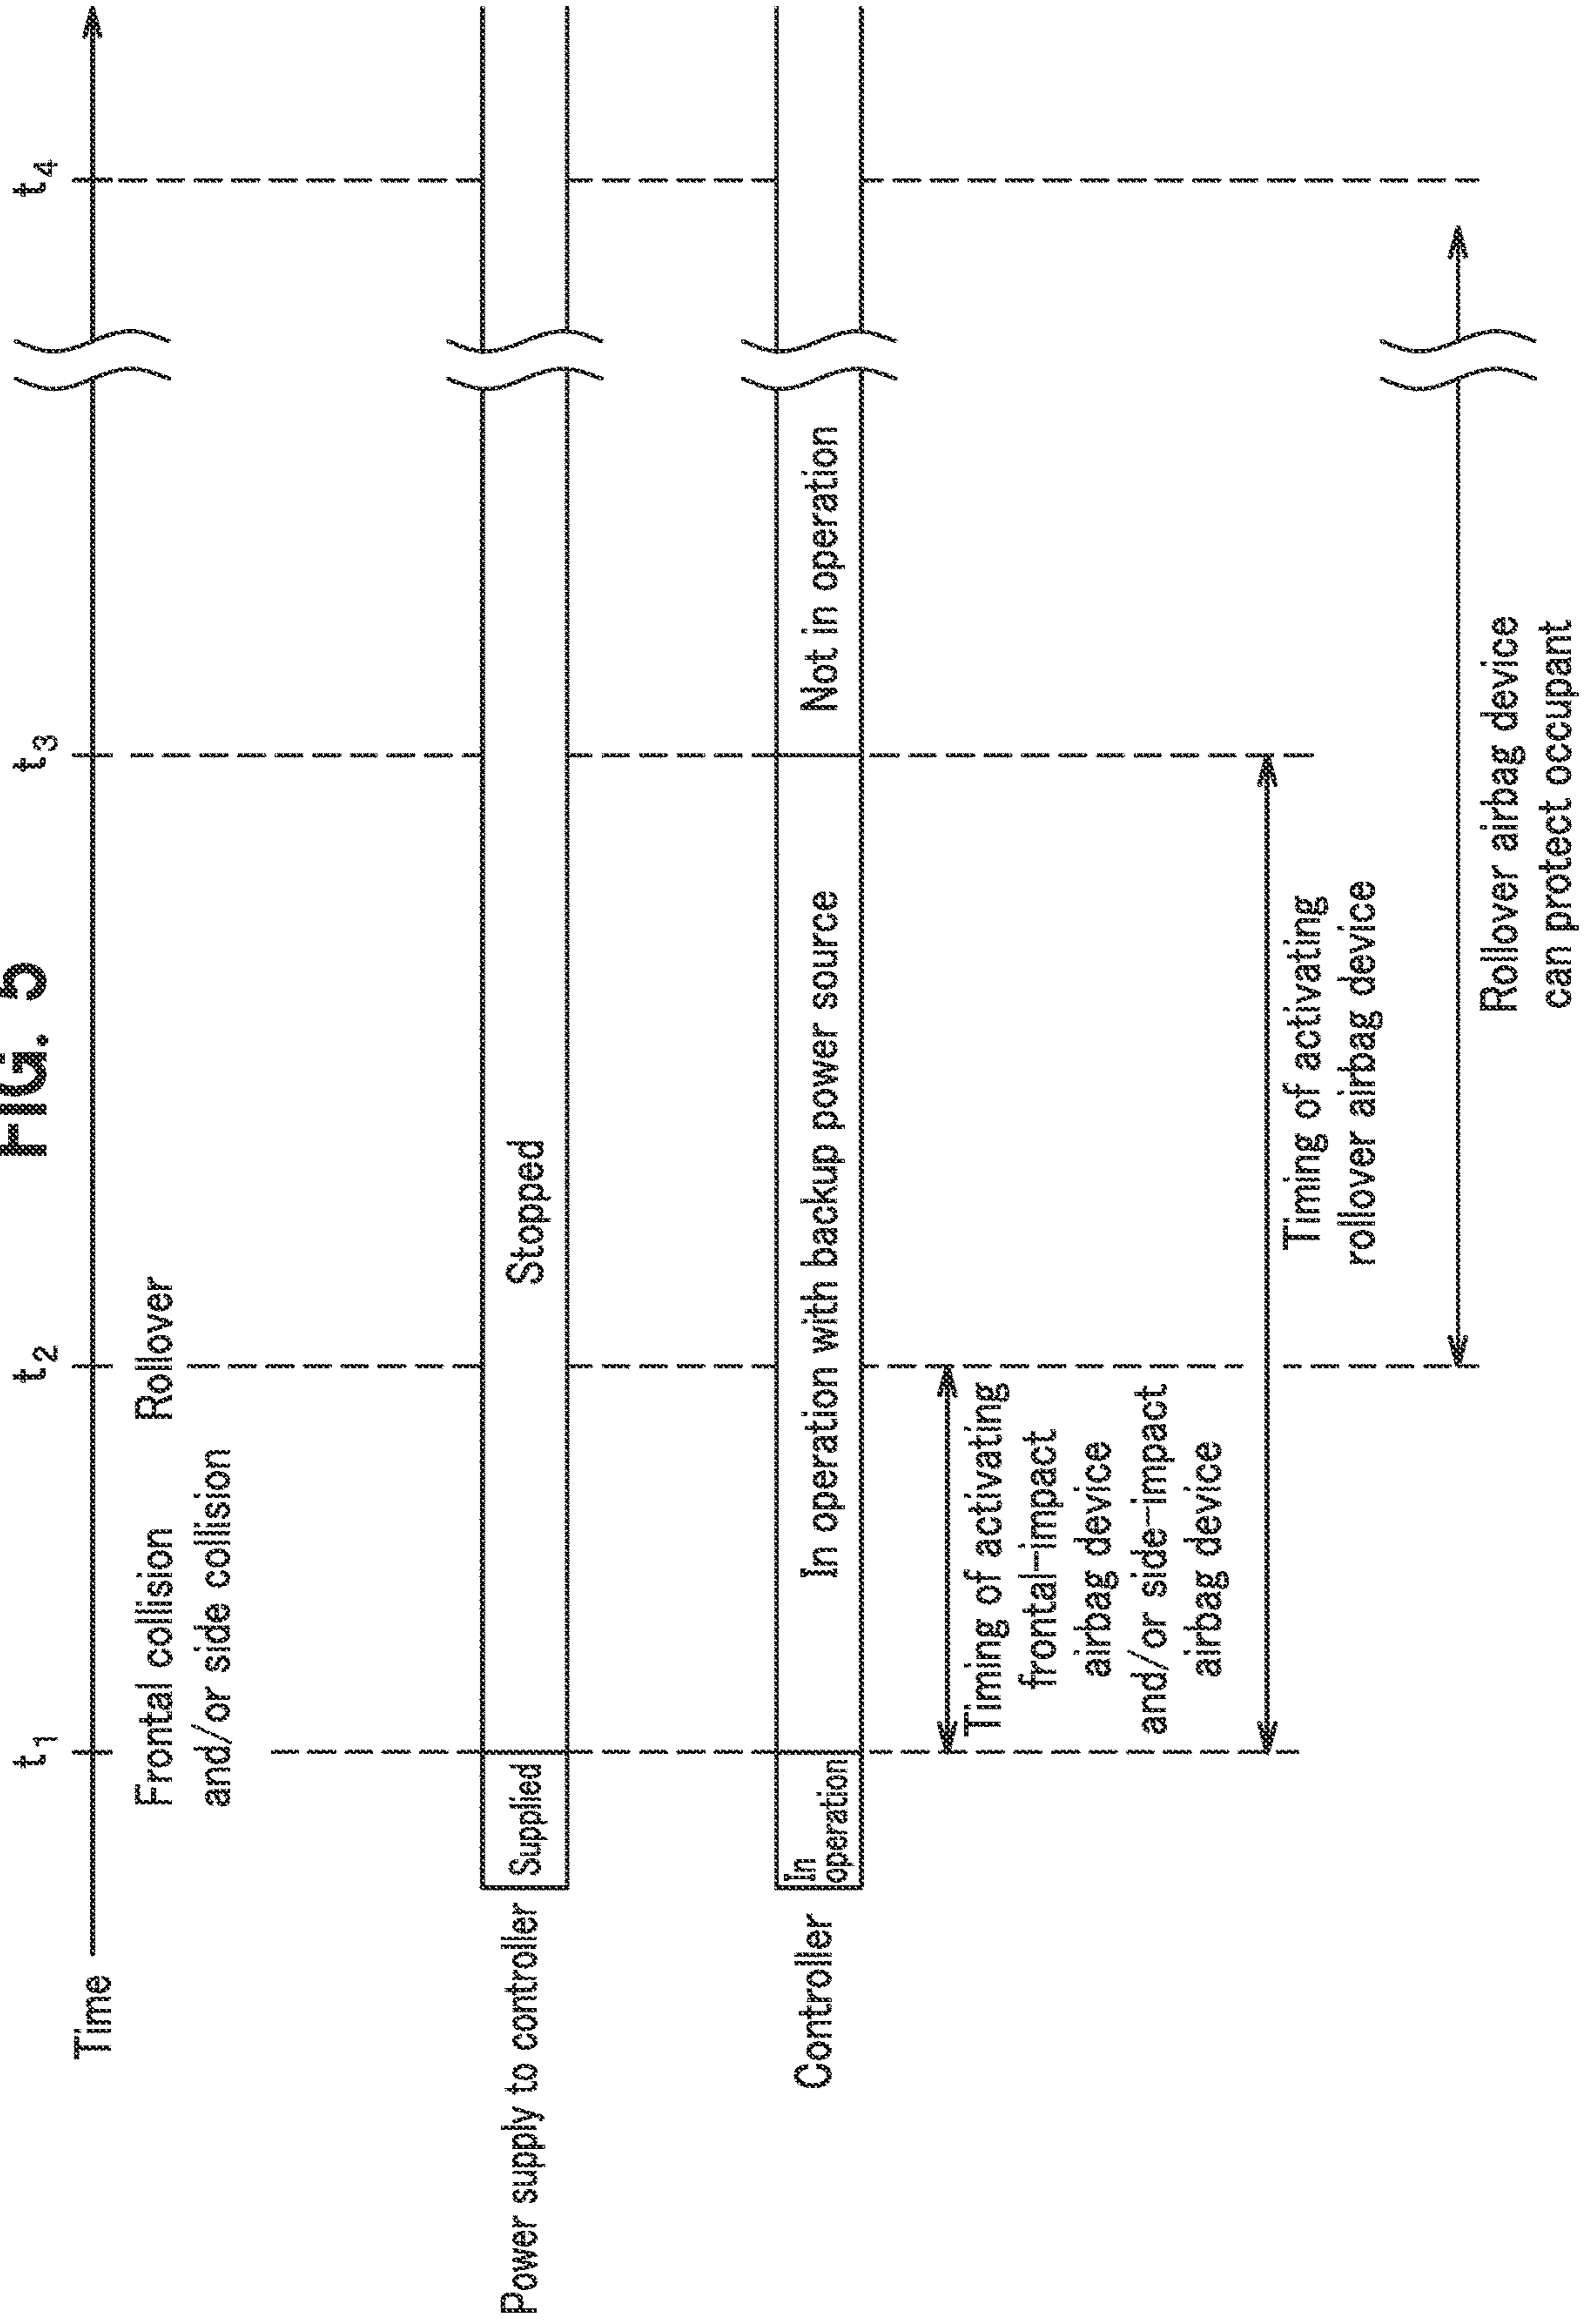 FIG. 5
t1
t2
t3
t4
Time
Frontal collision
and/or side collision
Rollover
Power supply to controller
Supplied
Stopped
Controller
In
operation
In operation with backup power source
Not in operation
Timing of activating
frontal-impact
airbag device
and/or side-impact
airbag device
Timing of activating
rollover airbag device
Rollover airbag device
can protect occupant